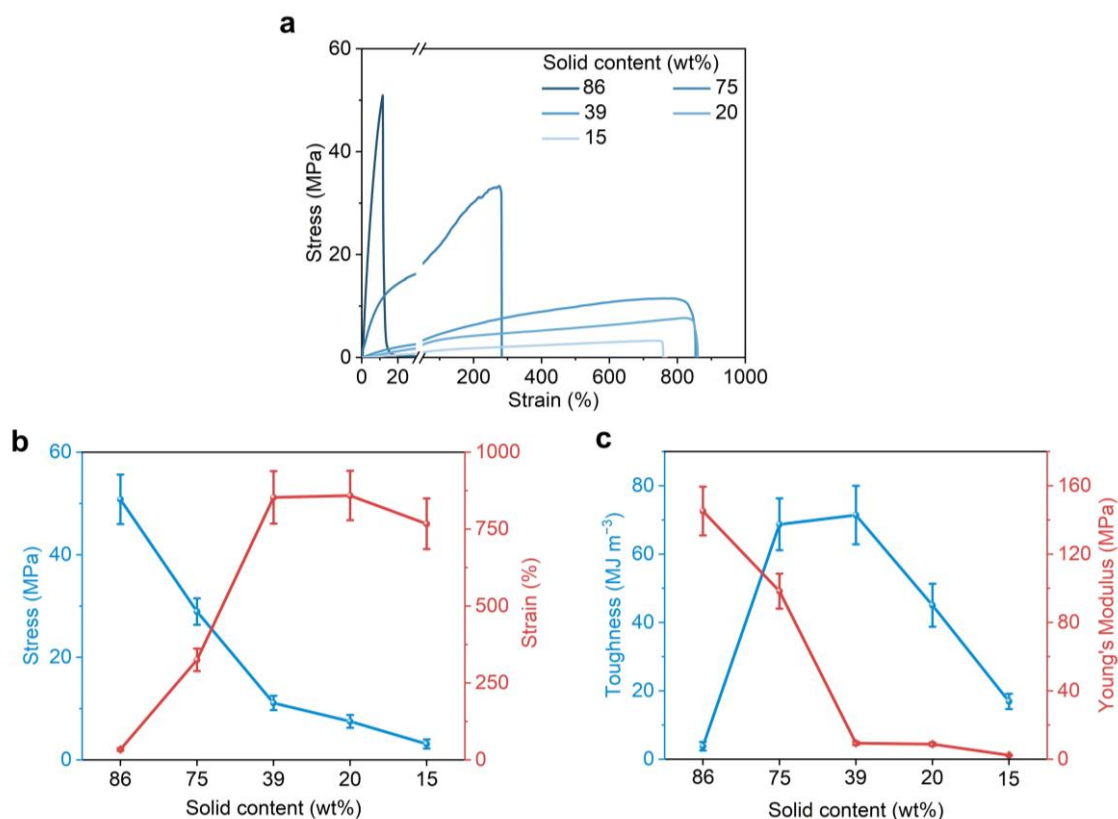 a
60
40
20
0
Stress (MPa)
Solid content (wt%)
86 75
39 20
15
0 20 200 400 600 800 1000
Strain (%)
b
60
40
20
0
Stress (MPa)
1000
750
500
250
0
Strain (%)
86 75 39 20 15
Solid content (wt%)
c
80
60
40
20
0
Toughness (MJ m⁻³)
160
120
80
40
0
Young's Modulus (MPa)
86 75 39 20 15
Solid content (wt%)